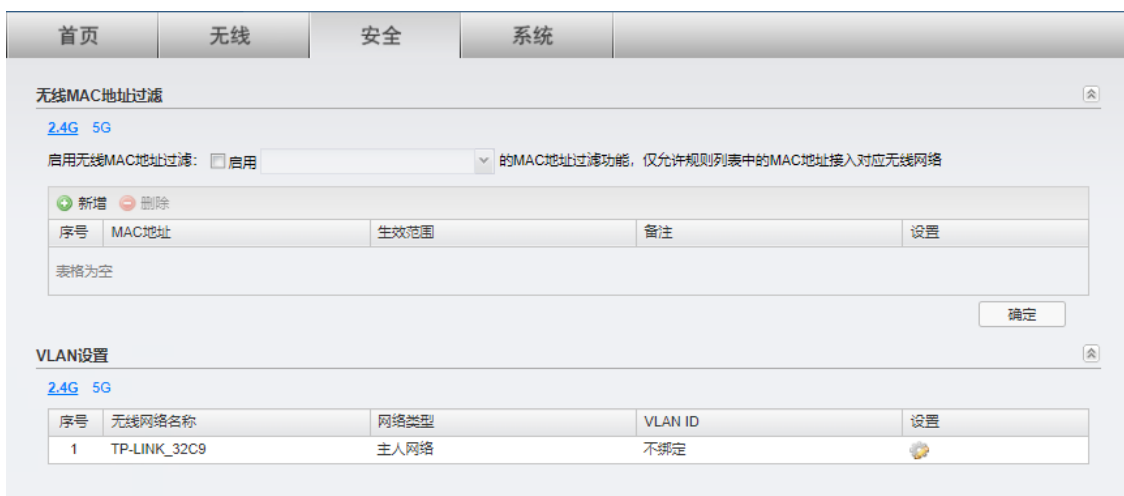 首页 无线 安全 系统
无线MAC地址过滤
2.4G 5G
启用无线MAC地址过滤: 启用 的MAC地址过滤功能，仅允许规则列表中的MAC地址接入对应无线网络
新增 删除
序号 MAC地址 生效范围 备注 设置
表格为空
确定
VLAN设置
2.4G 5G
序号 无线网络名称 网络类型 VLAN ID 设置
1 TP-LINK_32C9 主人网络 不绑定